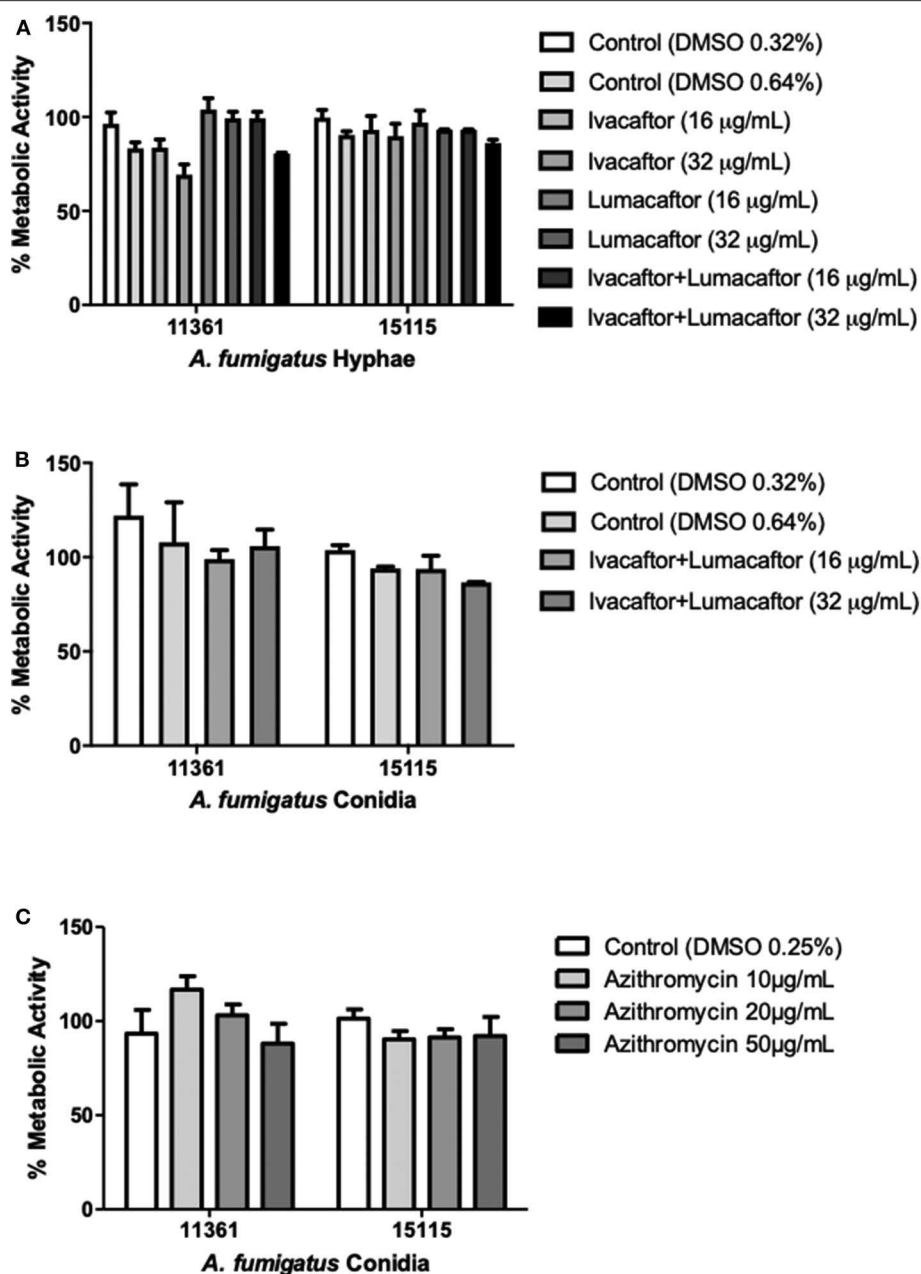 A
150
100
50
0
% Metabolic Activity
11361
15115
A. fumigatus Hyphae
Control (DMSO 0.32%)
Control (DMSO 0.64%)
Ivacaftor (16 µg/mL)
Ivacaftor (32 µg/mL)
Lumacaftor (16 µg/mL)
Lumacaftor (32 µg/mL)
Ivacaftor+Lumacaftor (16 µg/mL)
Ivacaftor+Lumacaftor (32 µg/mL)
B
150
100
50
0
% Metabolic Activity
11361
15115
A. fumigatus Conidia
Control (DMSO 0.32%)
Control (DMSO 0.64%)
Ivacaftor+Lumacaftor (16 µg/mL)
Ivacaftor+Lumacaftor (32 µg/mL)
C
150
100
50
0
% Metabolic Activity
11361
15115
A. fumigatus Conidia
Control (DMSO 0.25%)
Azithromycin 10µg/mL
Azithromycin 20µg/mL
Azithromycin 50µg/mL